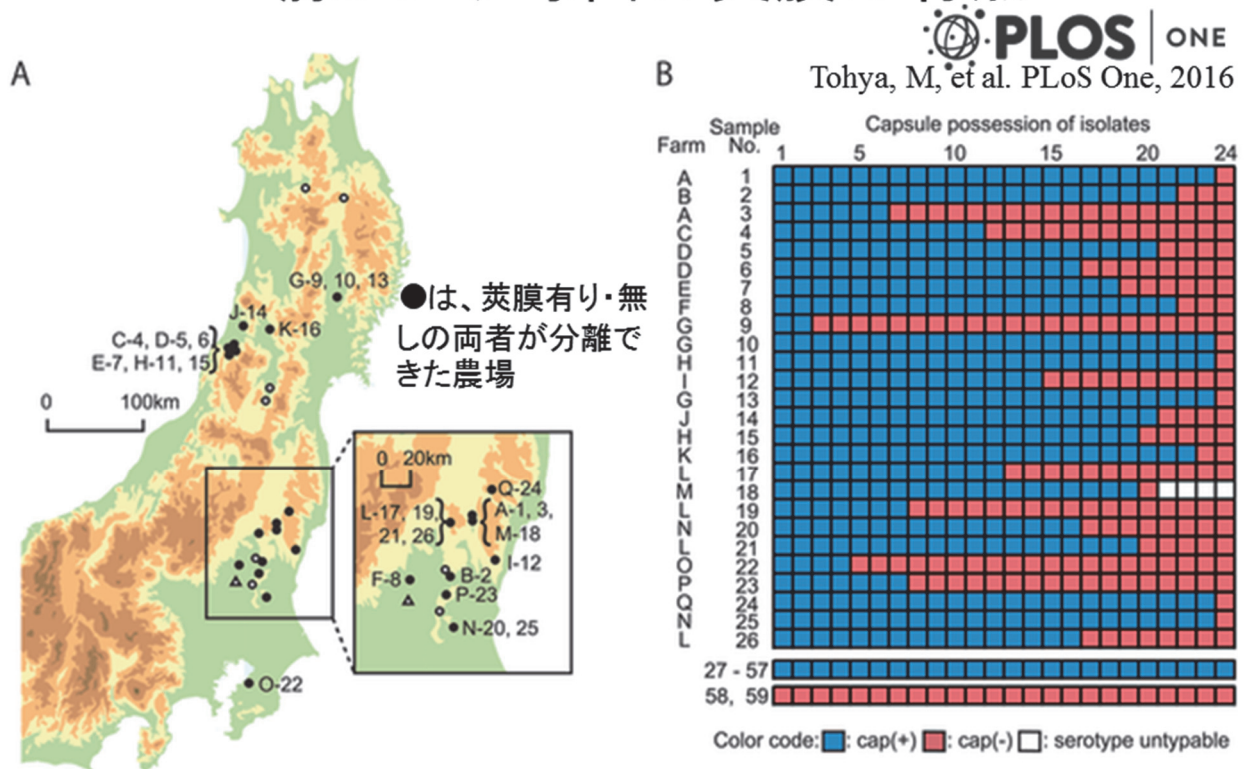 PLOS ONE
Tohya, M, et al. PLoS One, 2016
A
G-9, 10, 13
J-14
K-16
C-4, D-5, 6
E-7, H-11, 15
0 100km
●は、莢膜有り・無
しの両者が分離で
きた農場
0 20km
Q-24
L-17, 19,
21, 26
A-1, 3,
M-18
I-12
F-8
B-2
P-23
N-20, 25
O-22
B
Capsule possession of isolates
Farm Sample No. 1 5 10 15 20 24
A 1
B 2
A 3
C 4
D 5
D 6
E 7
F 8
G 9
G 10
H 11
I 12
G 13
J 14
H 15
K 16
L 17
M 18
L 19
N 20
L 21
O 22
P 23
Q 24
N 25
L 26
27 - 57
58, 59
Color code: : cap(+) : cap(-) : serotype untypable